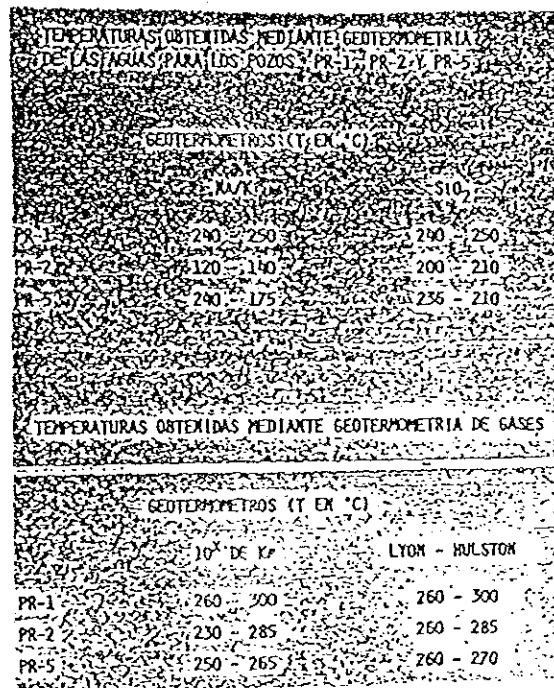 TEMPERATURAS OBTENIDAS MEDIANTE GEOTERMOMETRIA
DE LAS AGUAS PARA LOS POZOS PR-1, PR-2 Y PR-5
GEOTERMOMETROS (T EN °C)
NA/K SIO2
PR-1 240 - 250 240 - 250
PR-2 120 - 140 200 - 210
PR-5 240 - 175 236 - 210
TEMPERATURAS OBTENIDAS MEDIANTE GEOTERMOMETRIA DE GASES
GEOTERMOMETROS (T EN °C)
10^X DE LYON - HULSTON
PR-1 260 - 300 260 - 300
PR-2 230 - 285 260 - 285
PR-5 250 - 265 260 - 270